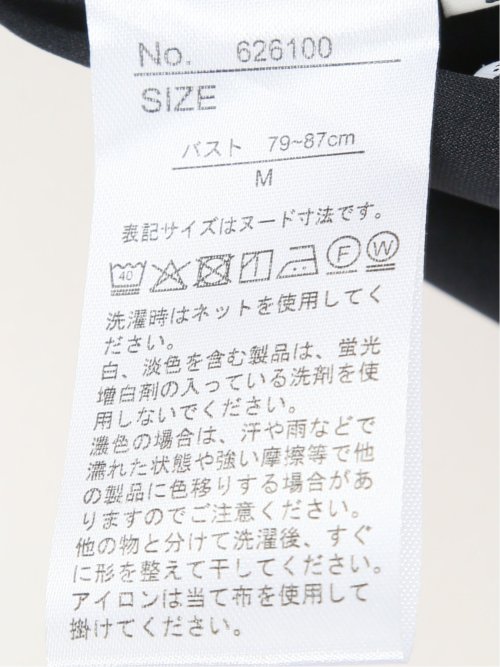 No. 626100
SIZE
バスト 79~87cm
M
表記サイズはヌード寸法です。
40 F W
洗濯時はネットを使用してく
ださい。
白、淡色を含む製品は、蛍光
増白剤の入っている洗剤を使
用しないでください。
濃色の場合は、汗や雨などで
濡れた状態や強い摩擦等で他
の製品に色移りする場合があ
りますのでご注意ください。
他の物と分けて洗濯後、すぐ
に形を整えて干してください。
アイロンは当て布を使用して
掛けてください。